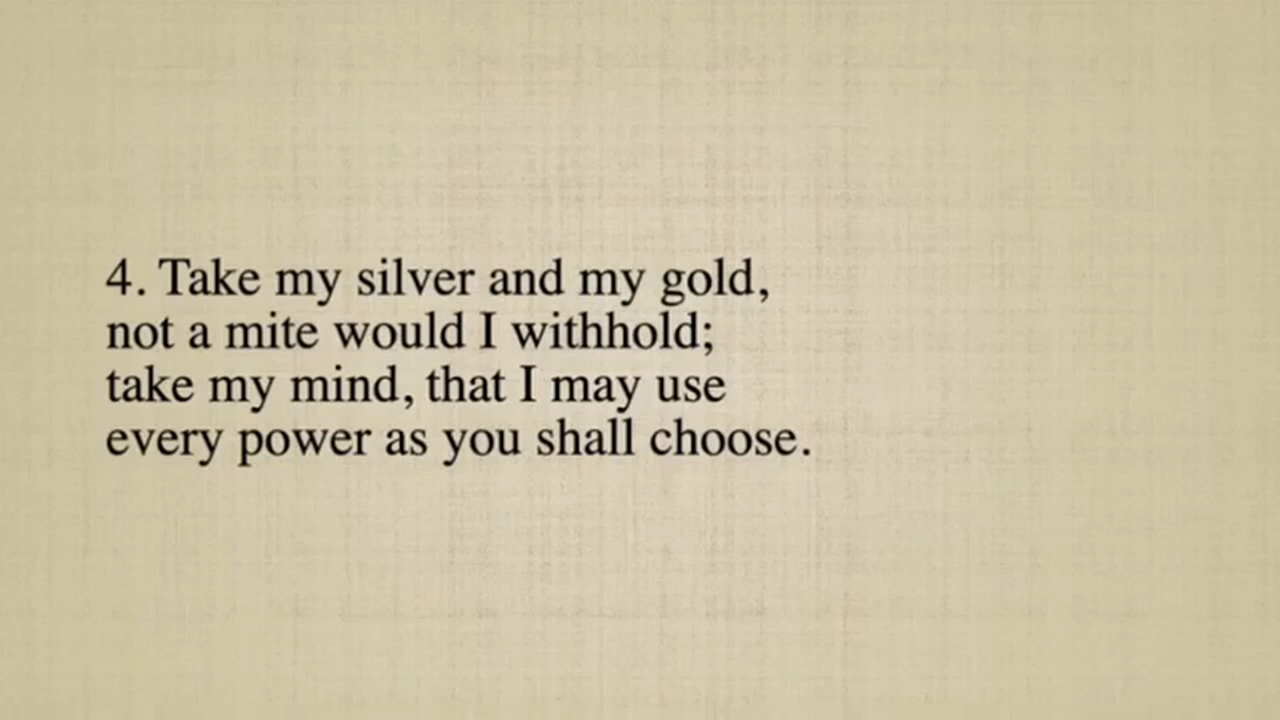 4. Take my silver and my gold,
not a mite would I withhold;
take my mind, that I may use
every power as you shall choose.